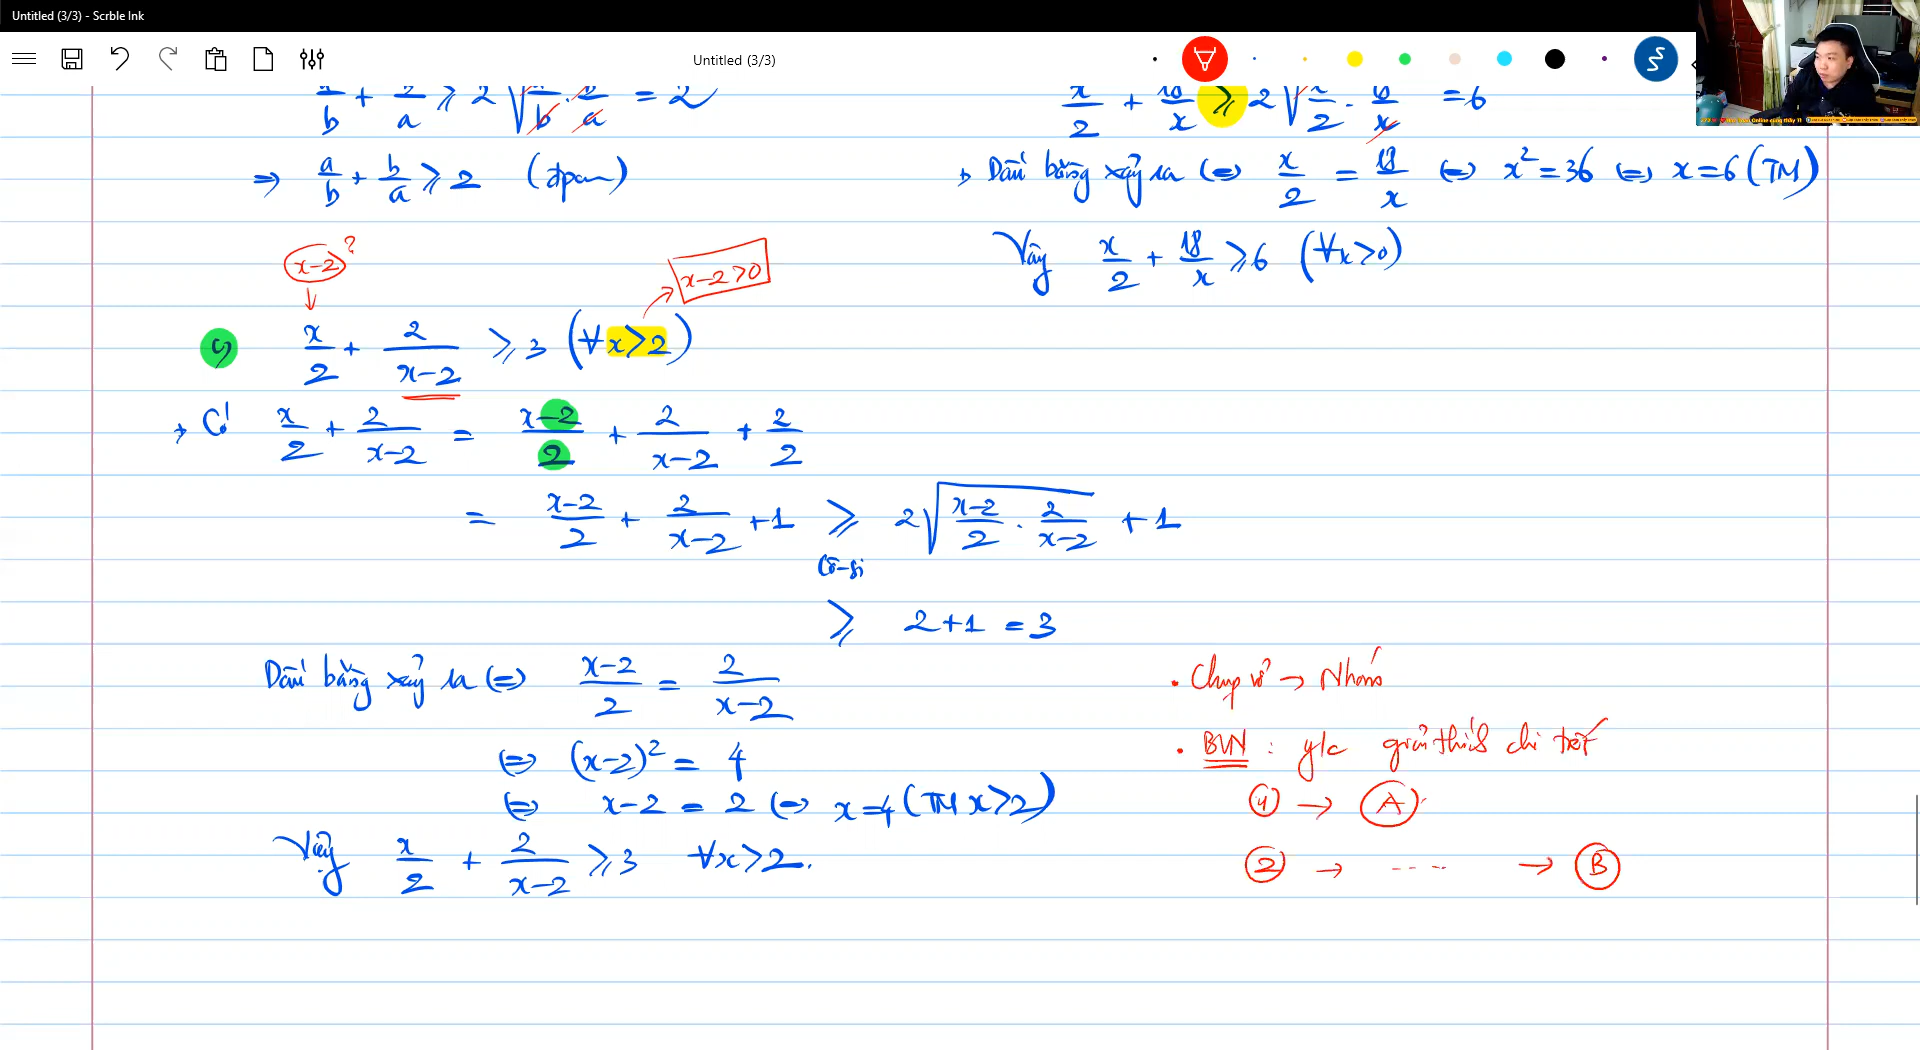 Untitled (3/3) - Scrble Ink
Untitled (3/3)
a/b + b/a ⩾ 2√(a/b · b/a) = 2
⇒ a/b + b/a ⩾ 2 (đpcm)
x/2 + 18/x ⩾ 2√(x/2 · 18/x) = 6
Dấu bằng xảy ra ⇔ x/2 = 18/x ⇔ x² = 36 ⇔ x = 6 (TM)
Vậy x/2 + 18/x ⩾ 6 (∀x > 0)
x-2 ?
x-2 > 0
c) x/2 + 2/(x-2) ⩾ 3 (∀ x > 2)
Có x/2 + 2/(x-2) = (x-2)/2 + 2/(x-2) + 2/2
= (x-2)/2 + 2/(x-2) + 1 ⩾ 2√((x-2)/2 · 2/(x-2)) + 1
Cô-si
⩾ 2+1 = 3
Dấu bằng xảy ra ⇔ (x-2)/2 = 2/(x-2)
⇔ (x-2)² = 4
⇔ x-2 = 2 ⇔ x=4 (TM x>2)
Vậy x/2 + 2/(x-2) ⩾ 3 ∀x > 2.
• Chụp vở → Nhóm
• BVN : y/c giải thích chi tiết
→ A
2 → ---- → B